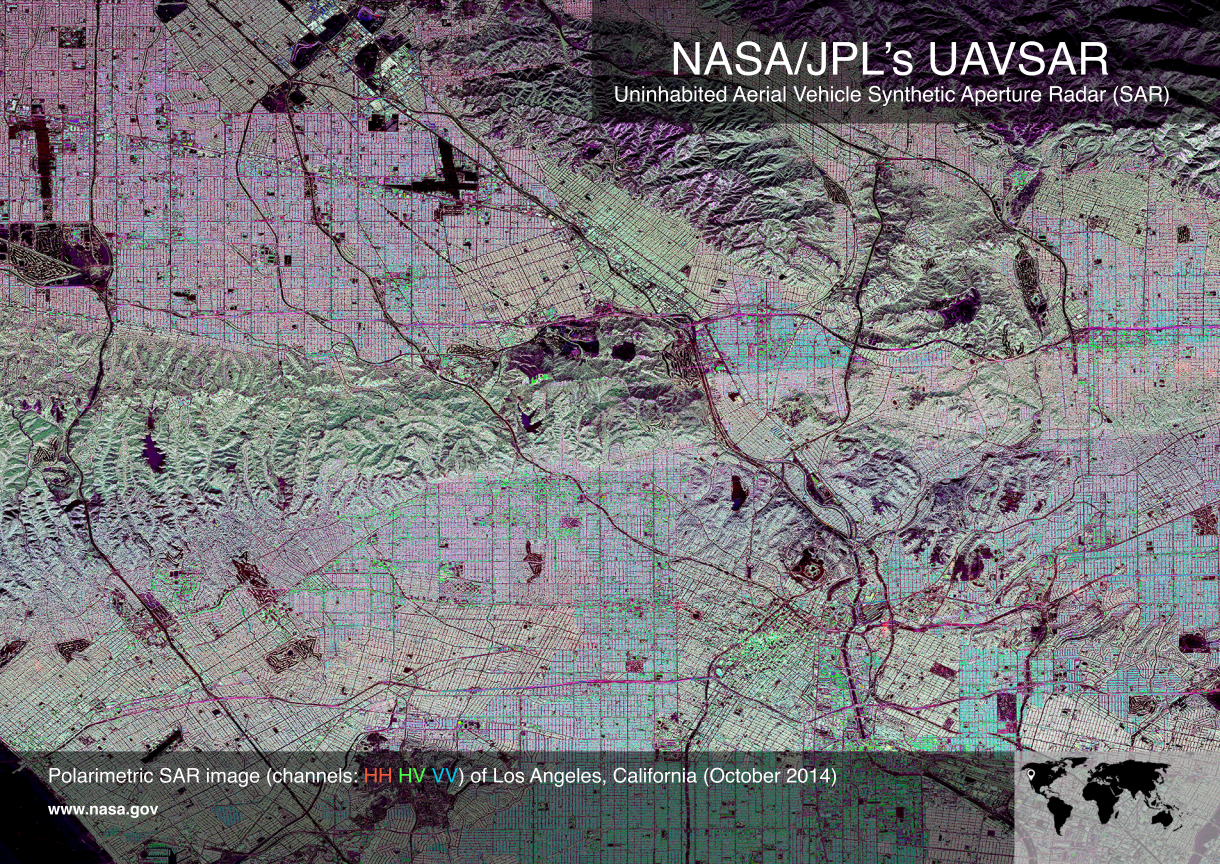 NASA/JPL's UAVSAR
Uninhabited Aerial Vehicle Synthetic Aperture Radar (SAR)
Polarimetric SAR image (channels: HH HV VV) of Los Angeles, California (October 2014)
www.nasa.gov